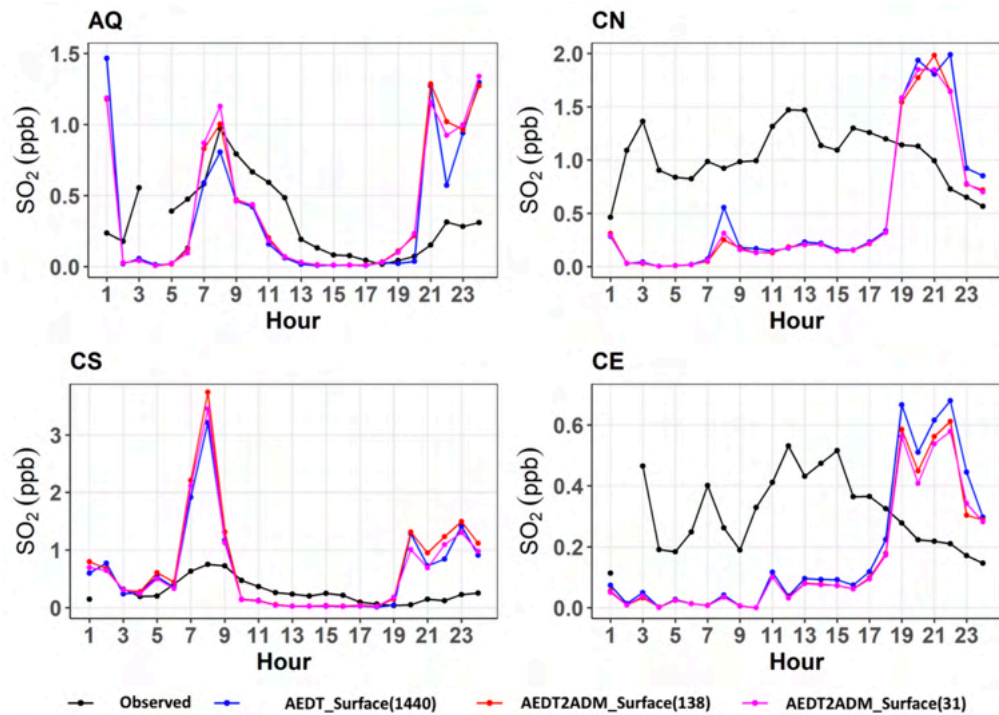 AQ
SO2 (ppb)
1.5
1.0
0.5
0.0
1 3 5 7 9 11 13 15 17 19 21 23
Hour
CN
SO2 (ppb)
2.0
1.5
1.0
0.5
0.0
1 3 5 7 9 11 13 15 17 19 21 23
Hour
CS
SO2 (ppb)
3
2
1
0
1 3 5 7 9 11 13 15 17 19 21 23
Hour
CE
SO2 (ppb)
0.6
0.4
0.2
0.0
1 3 5 7 9 11 13 15 17 19 21 23
Hour
Observed AEDT_Surface(1440) AEDT2ADM_Surface(138) AEDT2ADM_Surface(31)